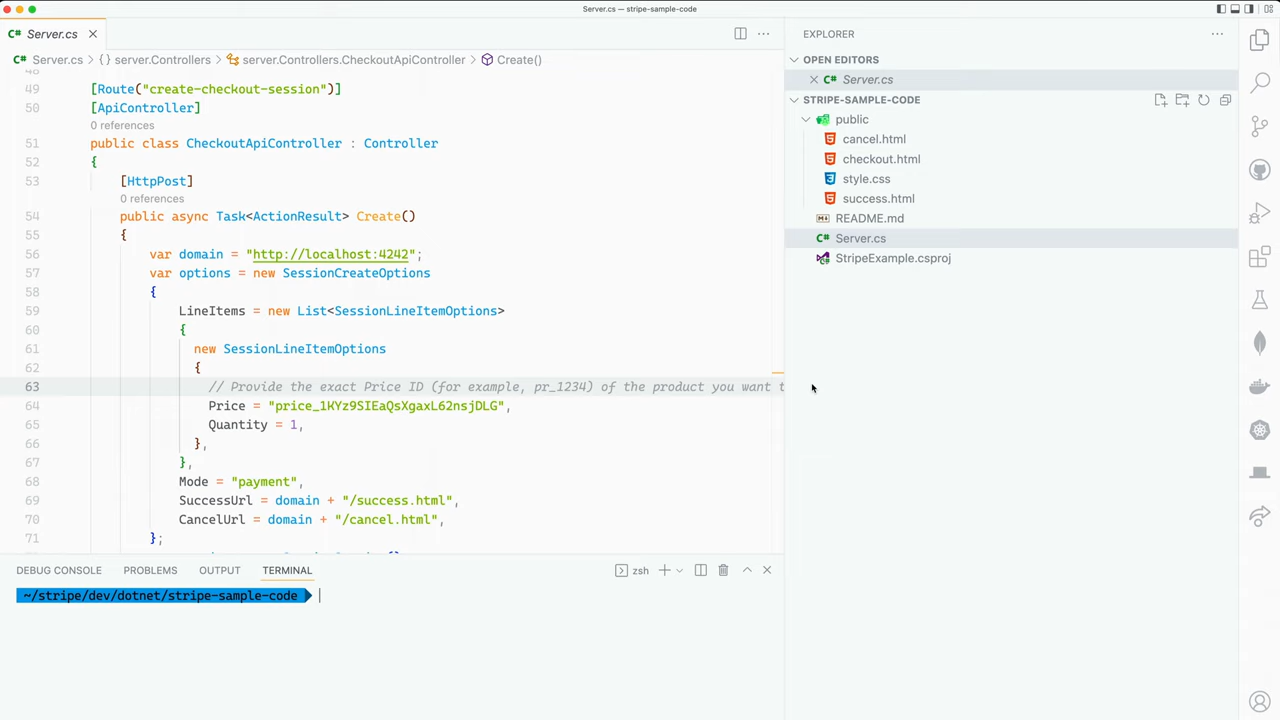 Server.cs — stripe-sample-code
Server.cs
Server.cs > {} server.Controllers > server.Controllers.CheckoutApiController > Create()
49 [Route("create-checkout-session")]
50 [ApiController]
0 references
51 public class CheckoutApiController : Controller
52 {
53 [HttpPost]
0 references
54 public async Task<ActionResult> Create()
55 {
56 var domain = "http://localhost:4242";
57 var options = new SessionCreateOptions
58 {
59 LineItems = new List<SessionLineItemOptions>
60 {
61 new SessionLineItemOptions
62 {
63 // Provide the exact Price ID (for example, pr_1234) of the product you want
64 Price = "price_1KYz9SIEaQsXgaxL62nsjDLG",
65 Quantity = 1,
66 },
67 },
68 Mode = "payment",
69 SuccessUrl = domain + "/success.html",
70 CancelUrl = domain + "/cancel.html",
71 };
DEBUG CONSOLE PROBLEMS OUTPUT TERMINAL zsh
~/stripe/dev/dotnet/stripe-sample-code
EXPLORER
OPEN EDITORS
C# Server.cs
STRIPE-SAMPLE-CODE
public
cancel.html
checkout.html
style.css
success.html
README.md
C# Server.cs
StripeExample.csproj